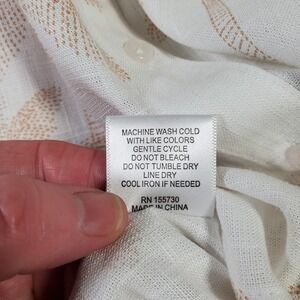 MACHINE WASH COLD
WITH LIKE COLORS
GENTLE CYCLE
DO NOT BLEACH
DO NOT TUMBLE DRY
LINE DRY
COOL IRON IF NEEDED
RN 155730
MADE IN CHINA